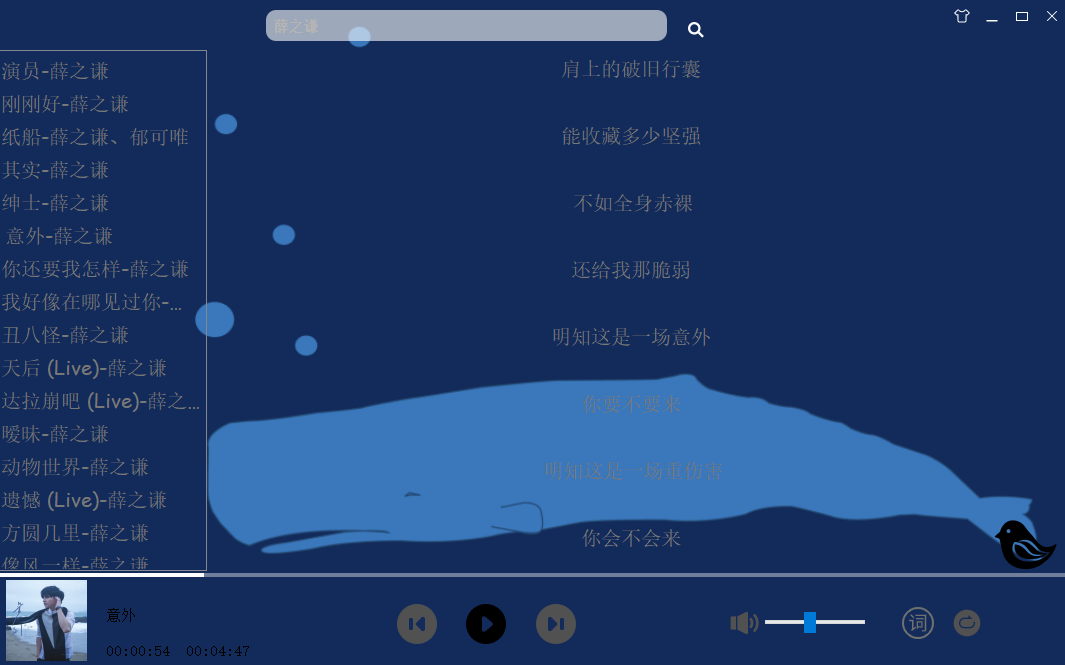 薛之谦
演员-薛之谦
刚刚好-薛之谦
纸船-薛之谦、郁可唯
其实-薛之谦
绅士-薛之谦
意外-薛之谦
你还要我怎样-薛之谦
我好像在哪见过你-...
丑八怪-薛之谦
天后 (Live)-薛之谦
达拉崩吧 (Live)-薛之...
暧昧-薛之谦
动物世界-薛之谦
遗憾 (Live)-薛之谦
方圆几里-薛之谦
像风一样-薛之谦
肩上的破旧行囊
能收藏多少坚强
不如全身赤裸
还给我那脆弱
明知这是一场意外
你要不要来
明知这是一场重伤害
你会不会来
意外
00:00:54 00:04:47
词